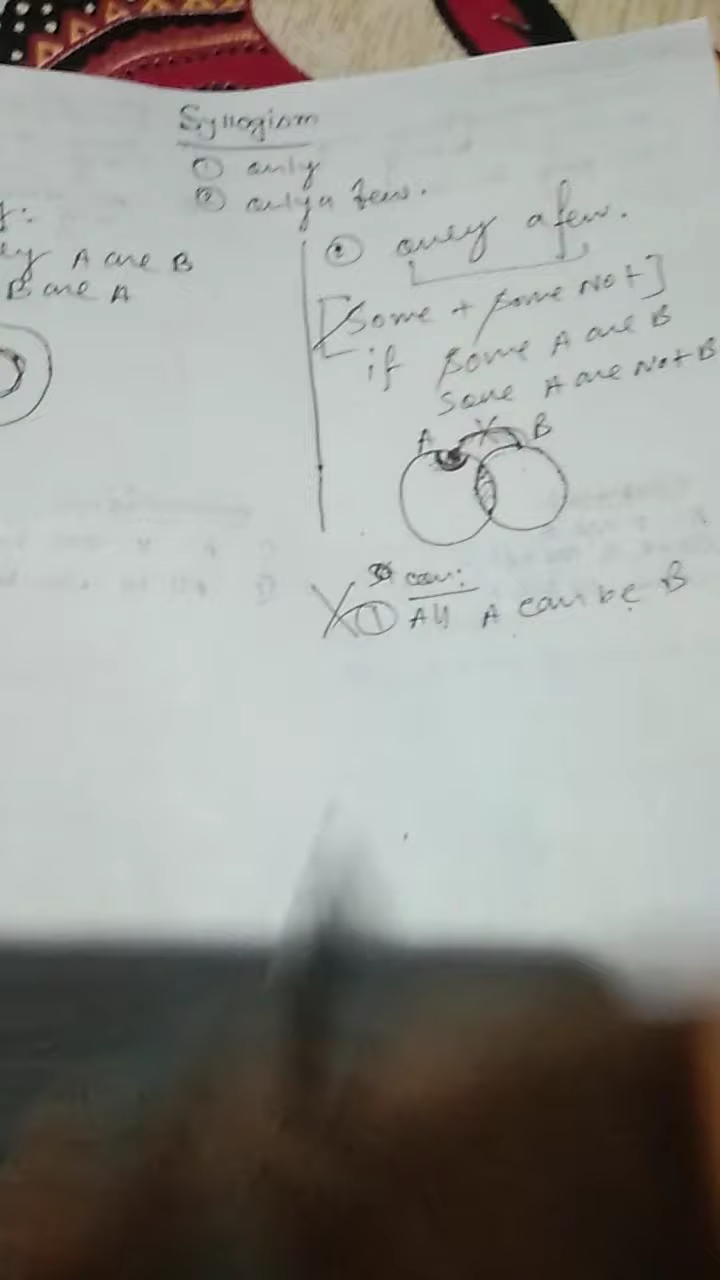 Syllogism
① only
② only a few.
A are B
B are A
② only a few.
[Some + Some Not]
if Some A are B
Some A are Not B
A X B
con:
X ① All A can be B